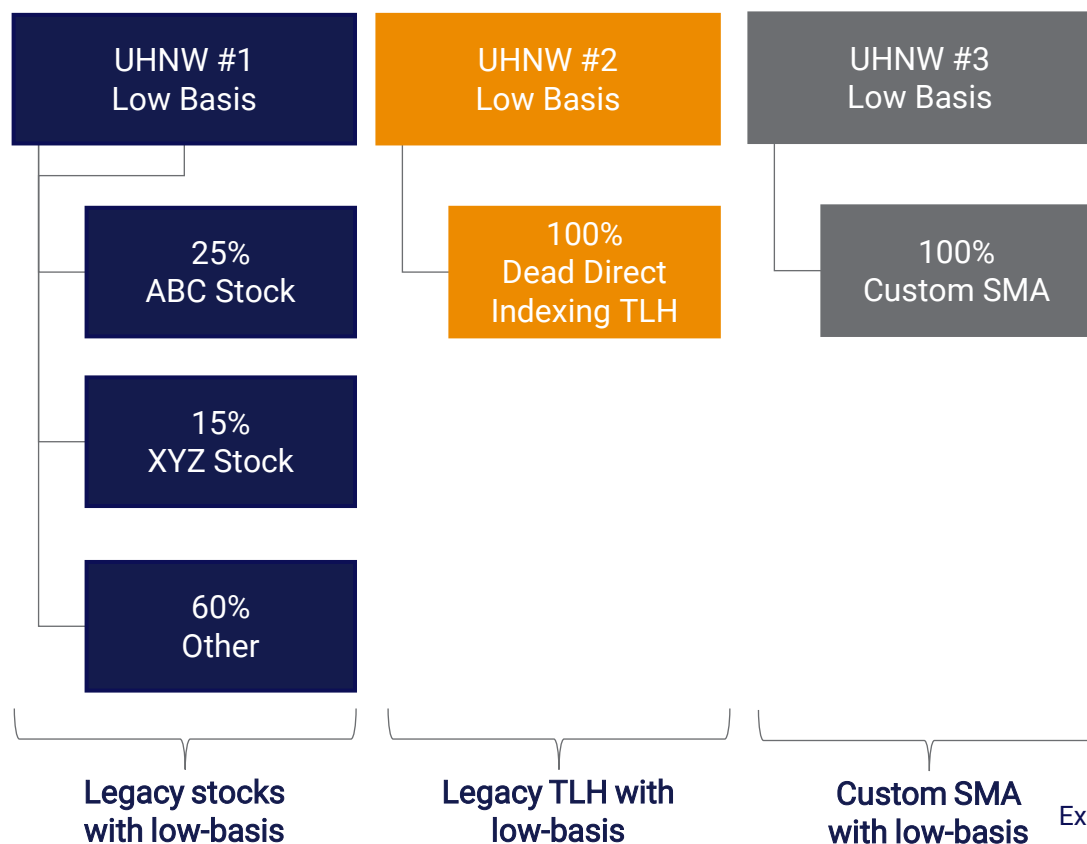 UHNW #1
Low Basis
25%
ABC Stock
15%
XYZ Stock
60%
Other
Legacy stocks
with low-basis
UHNW #2
Low Basis
100%
Dead Direct
Indexing TLH
Legacy TLH with
low-basis
UHNW #3
Low Basis
100%
Custom SMA
Custom SMA
with low-basis
Ex